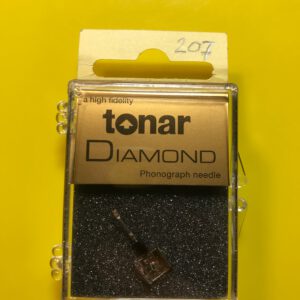 207
a high fidelity
tonar
DIAMOND
Phonograph needle